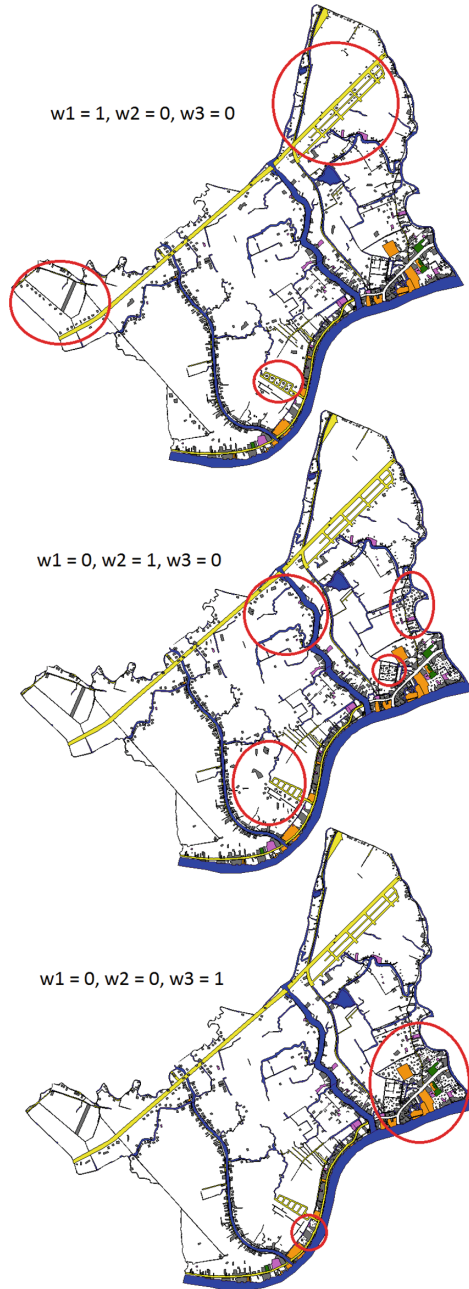 w1 = 1, w2 = 0, w3 = 0
w1 = 0, w2 = 1, w3 = 0
w1 = 0, w2 = 0, w3 = 1